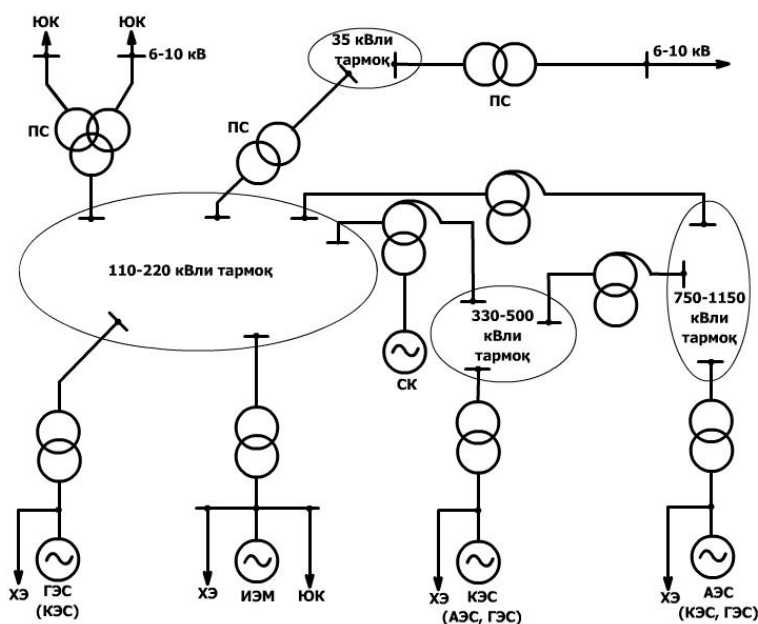 ЮК
ЮК
6-10 кВ
ПС
35 кВли
тармоқ
6-10 кВ
ПС
ПС
110-220 кВли тармоқ
330-500
кВли
тармоқ
750-1150
кВли
тармоқ
СК
ХЭ
ГЭС
(КЭС)
ХЭ
ИЭМ
ЮК
ХЭ
КЭС
(АЭС, ГЭС)
ХЭ
АЭС
(КЭС, ГЭС)